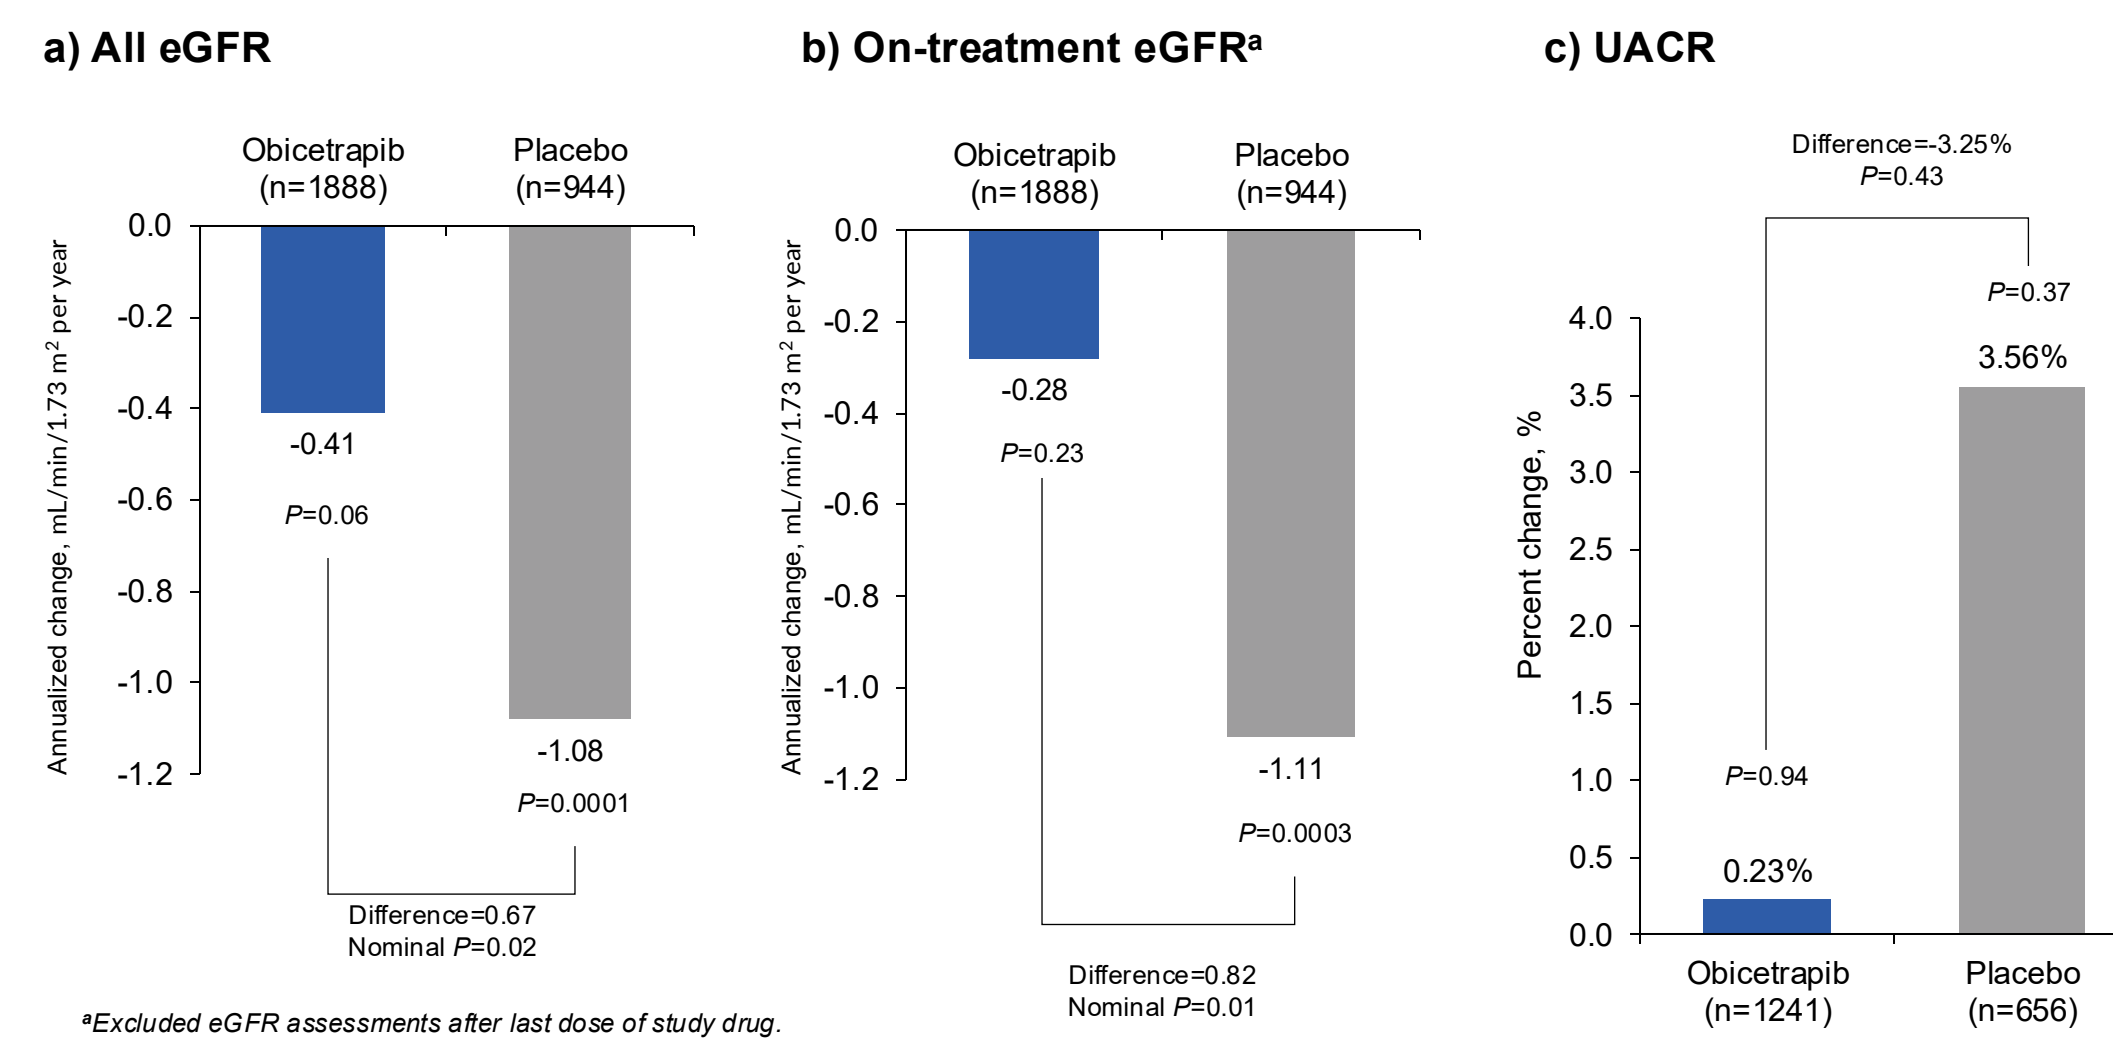 a) All eGFR
Obicetrapib
(n=1888)
Placebo
(n=944)
Annualized change, mL/min/1.73 m² per year
0.0
-0.2
-0.4
-0.6
-0.8
-1.0
-1.2
-0.41
P=0.06
-1.08
P=0.0001
Difference=0.67
Nominal P=0.02
b) On-treatment eGFRᵃ
Obicetrapib
(n=1888)
Placebo
(n=944)
Annualized change, mL/min/1.73 m² per year
0.0
-0.2
-0.4
-0.6
-0.8
-1.0
-1.2
-0.28
P=0.23
-1.11
P=0.0003
Difference=0.82
Nominal P=0.01
c) UACR
Difference=-3.25%
P=0.43
Percent change, %
4.0
3.5
3.0
2.5
2.0
1.5
1.0
0.5
0.0
P=0.37
3.56%
P=0.94
0.23%
Obicetrapib
(n=1241)
Placebo
(n=656)
ᵃExcluded eGFR assessments after last dose of study drug.